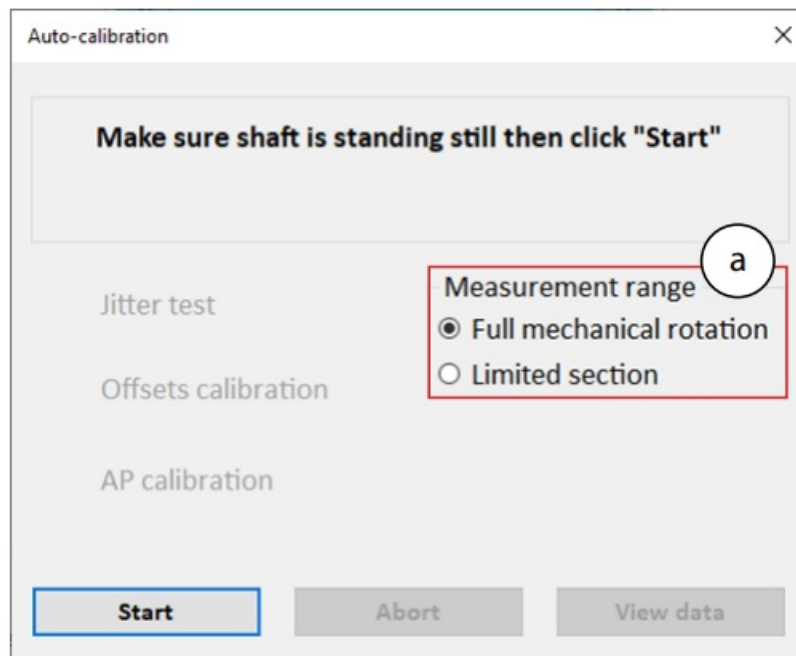 Auto-calibration
Make sure shaft is standing still then click "Start"
a
Measurement range
Jitter test
Full mechanical rotation
Limited section
Offsets calibration
AP calibration
Start
Abort
View data